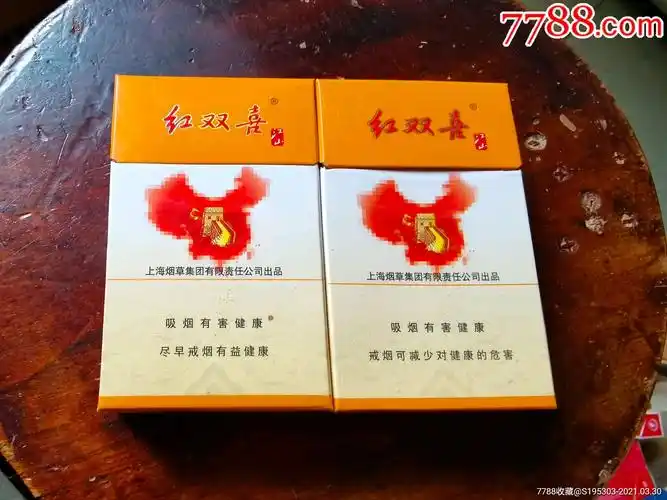 7788.com
红双喜®
上海烟草集团有限责任公司出品
吸烟有害健康
尽早戒烟有益健康
红双喜®
上海烟草集团有限责任公司出品
吸烟有害健康
戒烟可减少对健康的危害
7788收藏@S195303-2021.03.30